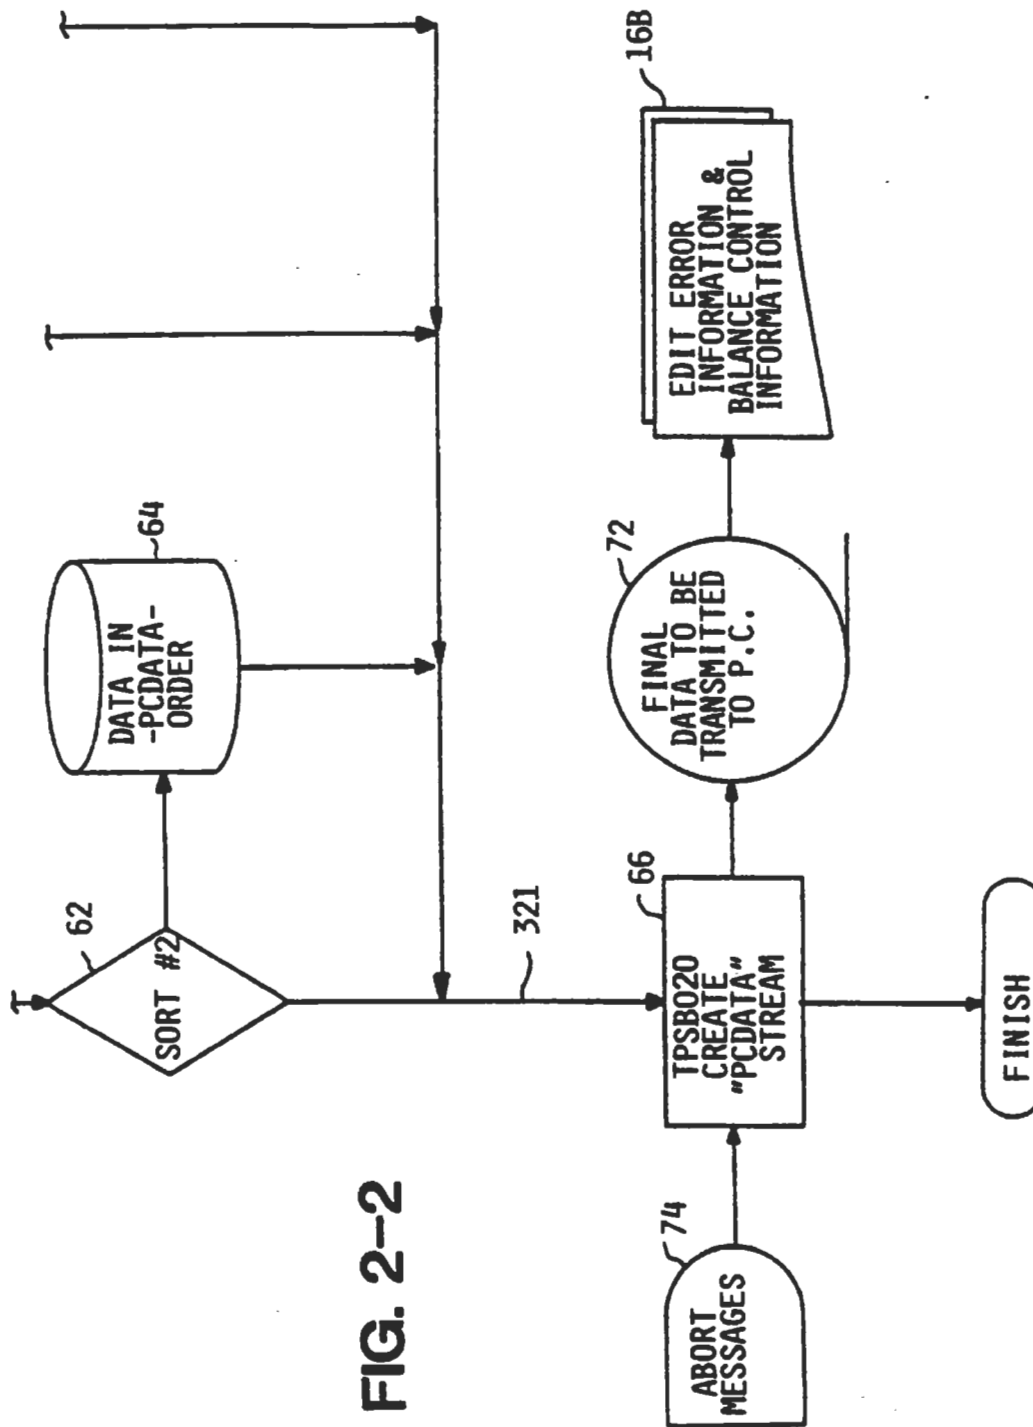 62
SORT #2
64
DATA IN
-PCDATA-
ORDER
321
FIG. 2-2
74
ABORT
MESSAGES
66
TPSB020
CREATE
"PCDATA"
STREAM
72
FINAL
DATA TO BE
TRANSMITTED
TO P.C.
16B
EDIT ERROR
INFORMATION &
BALANCE CONTROL
INFORMATION
FINISH